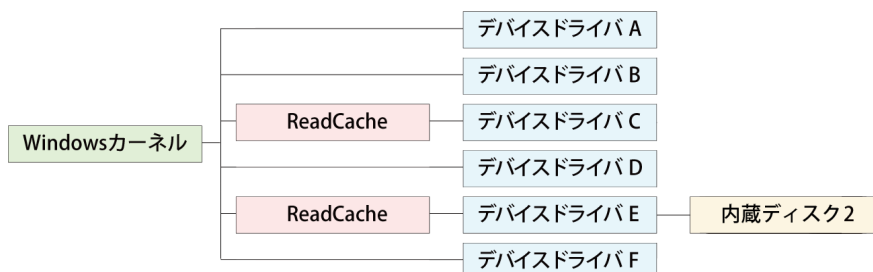 デバイスドライバ A
デバイスドライバ B
ReadCache
デバイスドライバ C
Windowsカーネル
デバイスドライバ D
ReadCache
デバイスドライバ E
内蔵ディスク2
デバイスドライバ F